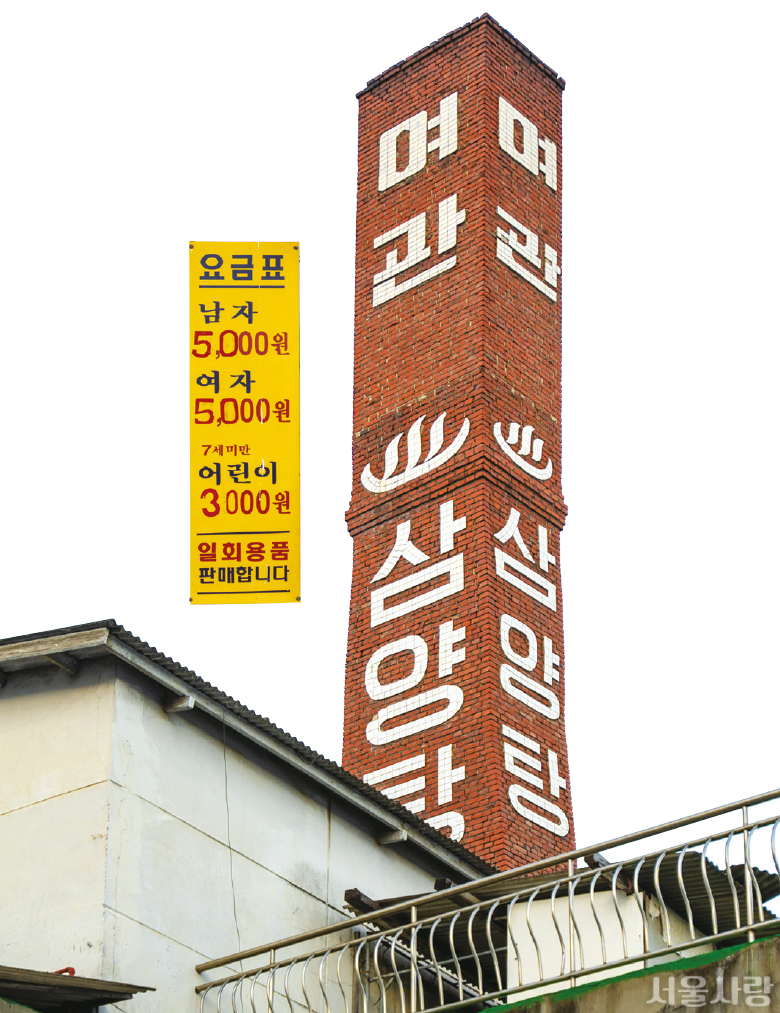 요금표
남자
5,000원
여자
5,000원
7세미만
어린이
3000원
일회용품
판매합니다
여관
삼양탕
여관
삼양탕
서울사랑